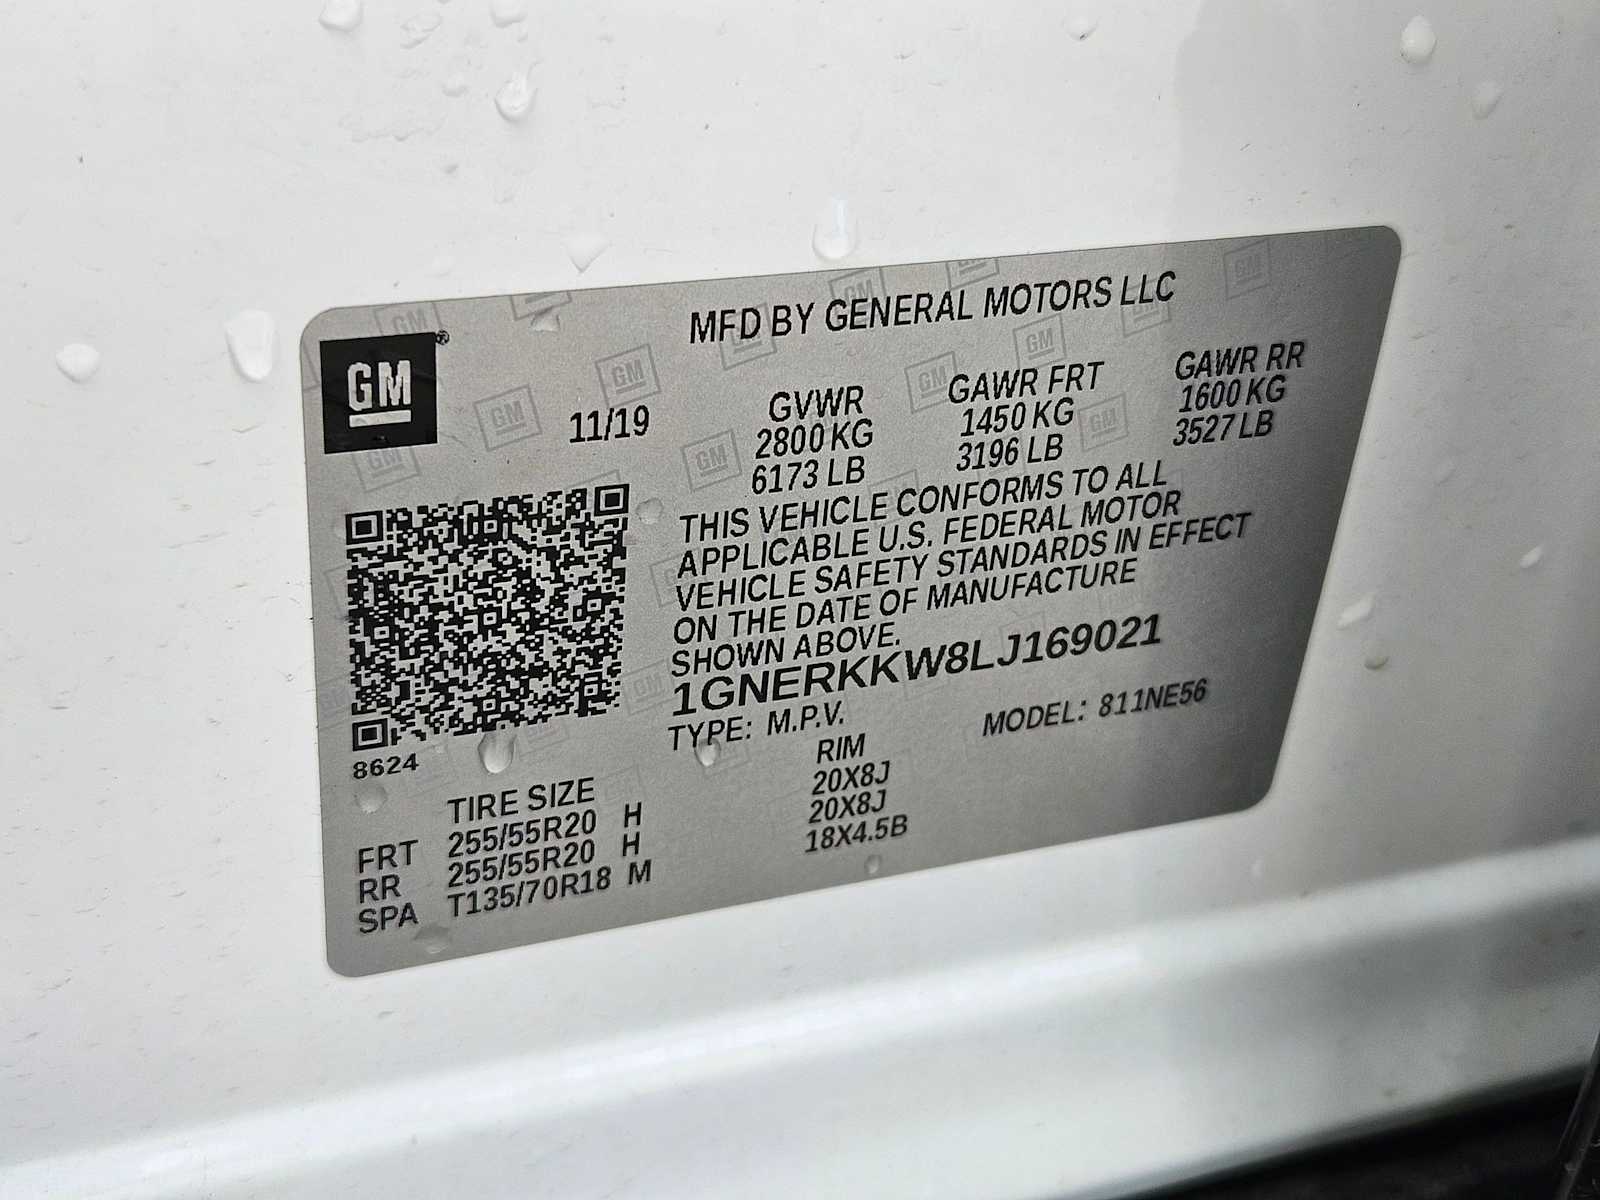 MFD BY GENERAL MOTORS LLC
GM ®
11/19
GVWR GAWR FRT GAWR RR
2800 KG 1450 KG 1600 KG
6173 LB 3196 LB 3527 LB
THIS VEHICLE CONFORMS TO ALL
APPLICABLE U.S. FEDERAL MOTOR
VEHICLE SAFETY STANDARDS IN EFFECT
ON THE DATE OF MANUFACTURE
SHOWN ABOVE.
1GNERKKW8LJ169021
TYPE: M.P.V. MODEL: 811NE56
8624
TIRE SIZE RIM
FRT 255/55R20 H 20X8J
RR 255/55R20 H 20X8J
SPA T135/70R18 M 18X4.5B